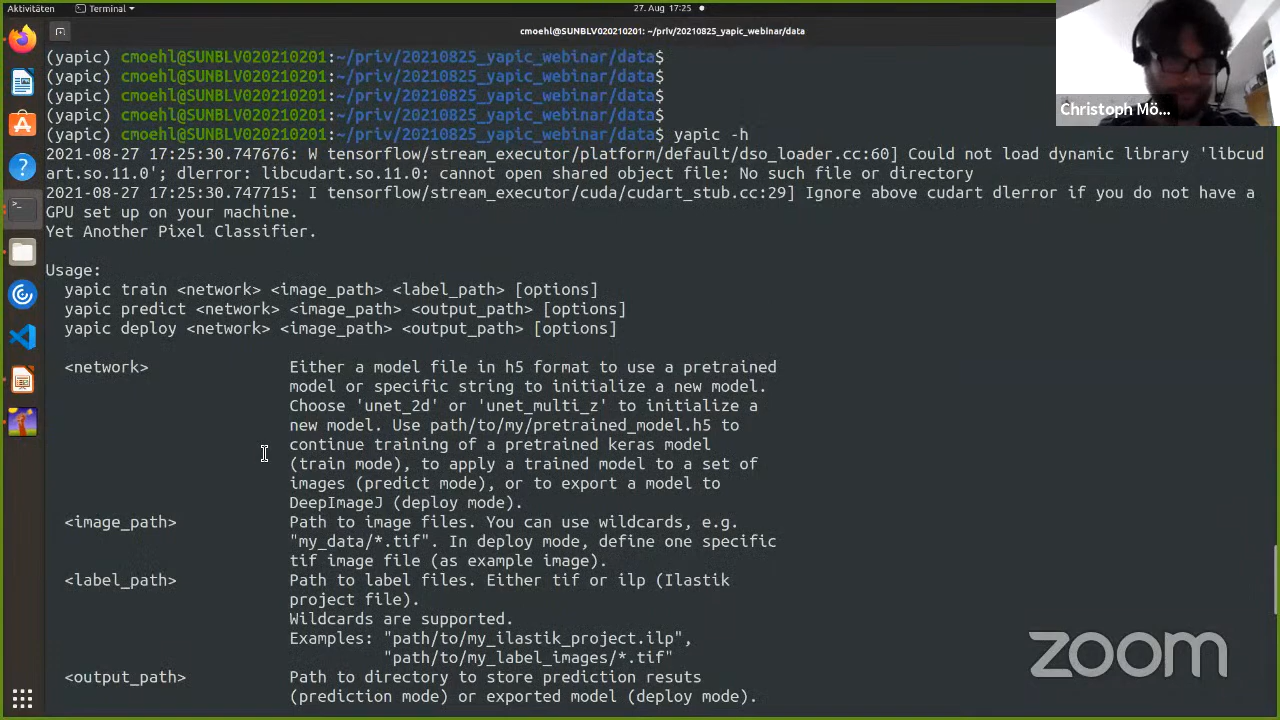 Aktivitäten
Terminal
27. Aug 17:25
cmoehl@SUNBLV020210201: ~/priv/20210825_yapic_webinar/data
(yapic) cmoehl@SUNBLV020210201:~/priv/20210825_yapic_webinar/data$
(yapic) cmoehl@SUNBLV020210201:~/priv/20210825_yapic_webinar/data$
(yapic) cmoehl@SUNBLV020210201:~/priv/20210825_yapic_webinar/data$
(yapic) cmoehl@SUNBLV020210201:~/priv/20210825_yapic_webinar/data$
(yapic) cmoehl@SUNBLV020210201:~/priv/20210825_yapic_webinar/data$ yapic -h
2021-08-27 17:25:30.747676: W tensorflow/stream_executor/platform/default/dso_loader.cc:60] Could not load dynamic library 'libcud
art.so.11.0'; dlerror: libcudart.so.11.0: cannot open shared object file: No such file or directory
2021-08-27 17:25:30.747715: I tensorflow/stream_executor/cuda/cudart_stub.cc:29] Ignore above cudart dlerror if you do not have a
GPU set up on your machine.
Yet Another Pixel Classifier.
Usage:
yapic train <network> <image_path> <label_path> [options]
yapic predict <network> <image_path> <output_path> [options]
yapic deploy <network> <image_path> <output_path> [options]
<network> Either a model file in h5 format to use a pretrained
model or specific string to initialize a new model.
Choose 'unet_2d' or 'unet_multi_z' to initialize a
new model. Use path/to/my/pretrained_model.h5 to
continue training of a pretrained keras model
(train mode), to apply a trained model to a set of
images (predict mode), or to export a model to
DeepImageJ (deploy mode).
<image_path> Path to image files. You can use wildcards, e.g.
"my_data/*.tif". In deploy mode, define one specific
tif image file (as example image).
<label_path> Path to label files. Either tif or ilp (Ilastik
project file).
Wildcards are supported.
Examples: "path/to/my_ilastik_project.ilp",
"path/to/my_label_images/*.tif"
<output_path> Path to directory to store prediction resuts
(prediction mode) or exported model (deploy mode).
Christoph Mö...
zoom